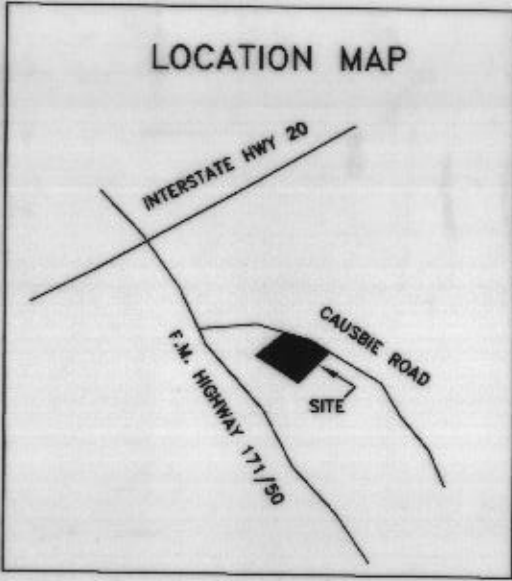 LOCATION MAP
INTERSTATE HWY 20
CAUSBIE ROAD
F.M. HIGHWAY 171/50
SITE